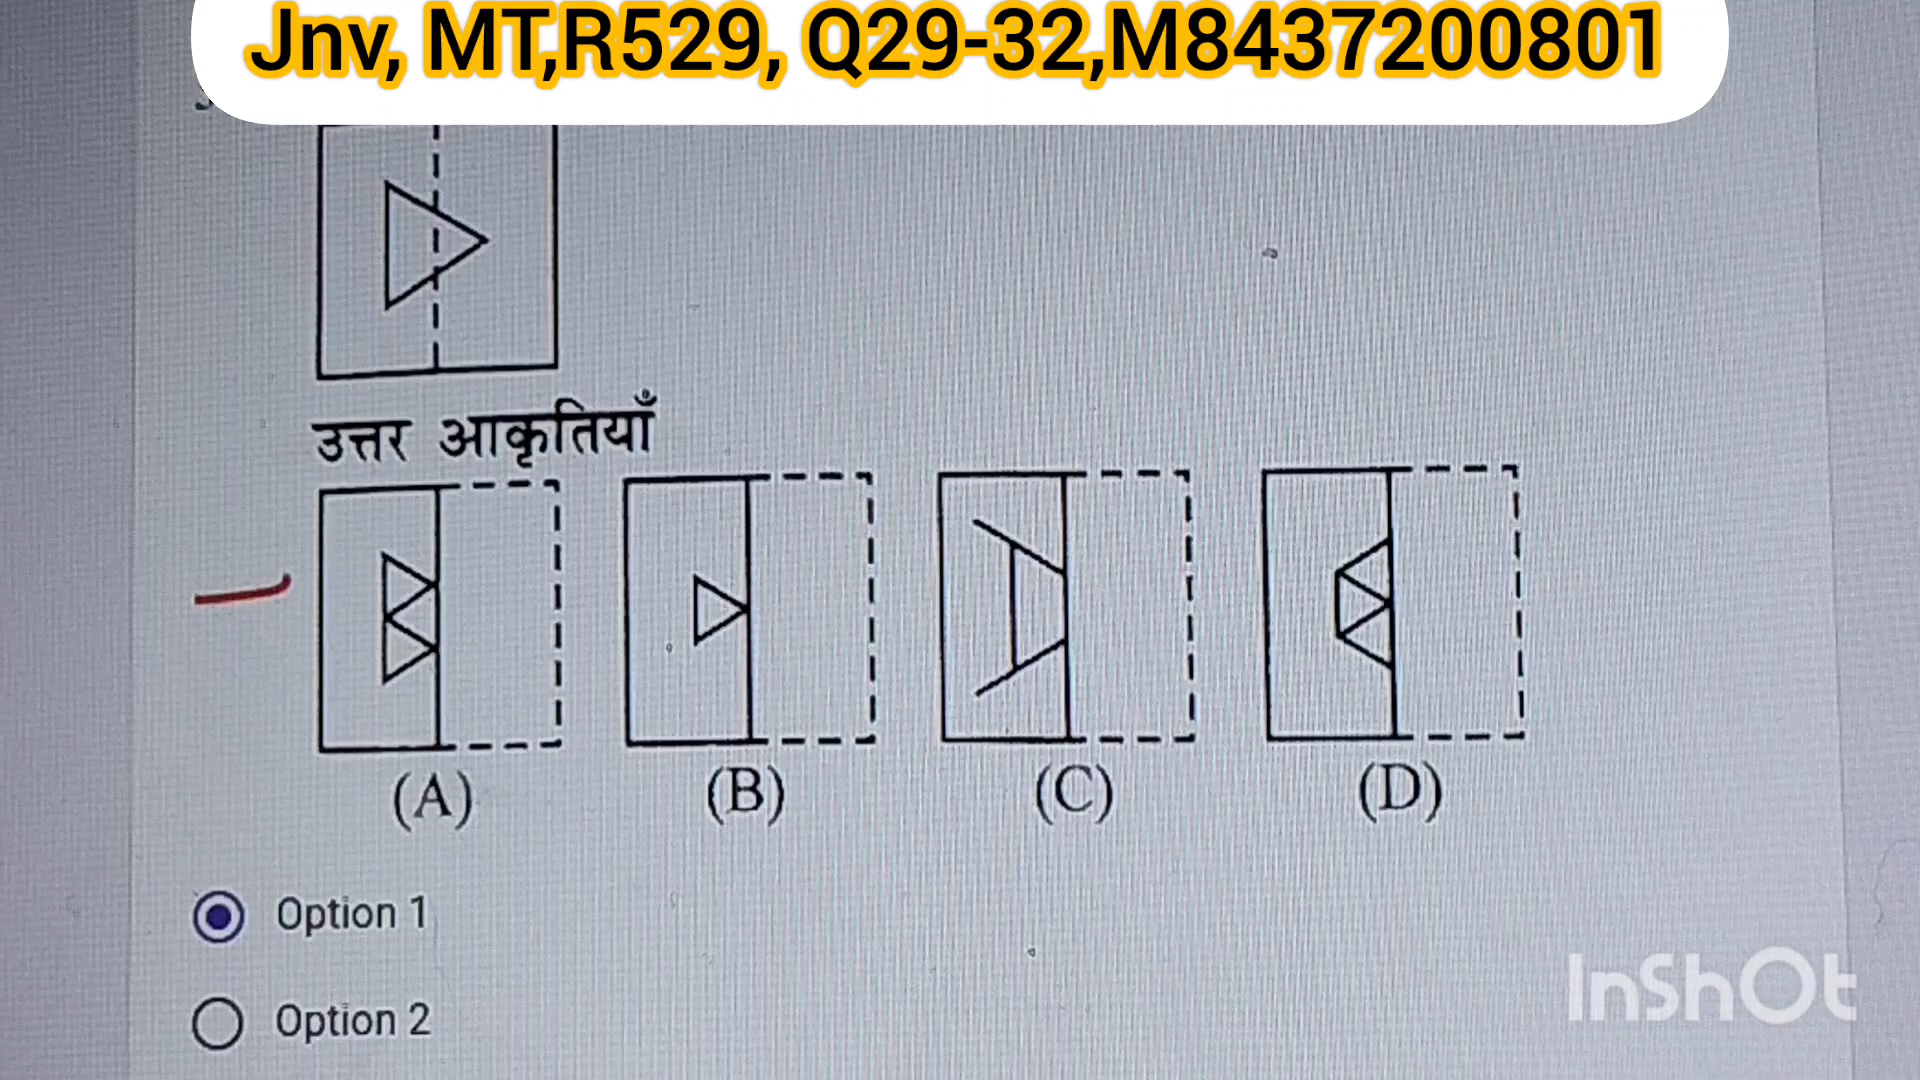 Jnv, MT,R529, Q29-32,M8437200801
उत्तर आकृतियाँ
(A) (B) (C) (D)
Option 1
Option 2
InShOt